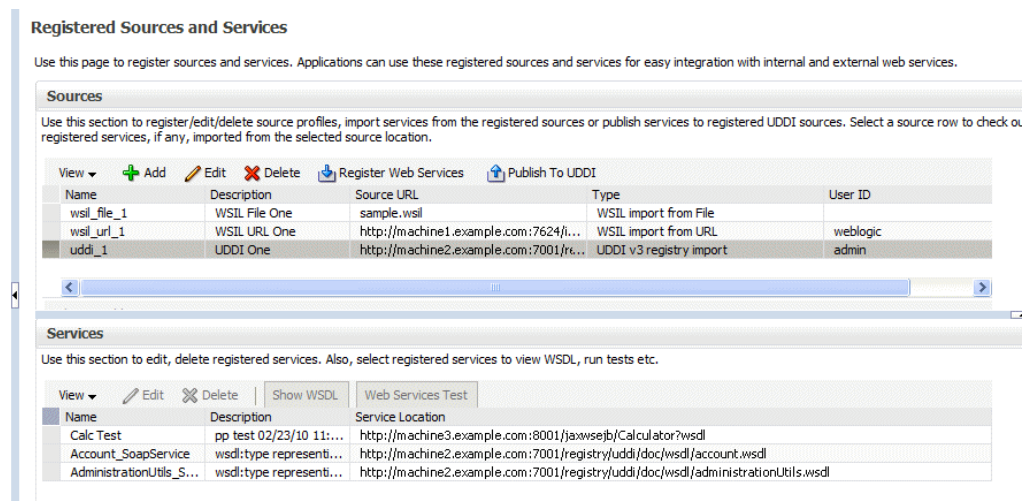 Registered Sources and Services
Use this page to register sources and services. Applications can use these registered sources and services for easy integration with internal and external web services.
Sources
Use this section to register/edit/delete source profiles, import services from the registered sources or publish services to registered UDDI sources. Select a source row to check
registered services, if any, imported from the selected source location.
View Add Edit Delete Register Web Services Publish To UDDI
Name Description Source URL Type User ID
wsil_file_1 WSIL File One sample.wsil WSIL import from File
wsil_url_1 WSIL URL One http://machine1.example.com:7624/i... WSIL import from URL weblogic
uddi_1 UDDI One http://machine2.example.com:7001/re... UDDI v3 registry import admin
Services
Use this section to edit, delete registered services. Also, select registered services to view WSDL, run tests etc.
View Edit Delete Show WSDL Web Services Test
Name Description Service Location
Calc Test pp test 02/23/10 11:... http://machine3.example.com:8001/jaxwsejb/Calculator?wsdl
Account_SoapService wsdl:type representi... http://machine2.example.com:7001/registry/uddi/doc/wsdl/account.wsdl
AdministrationUtils_S... wsdl:type representi... http://machine2.example.com:7001/registry/uddi/doc/wsdl/administrationUtils.wsdl